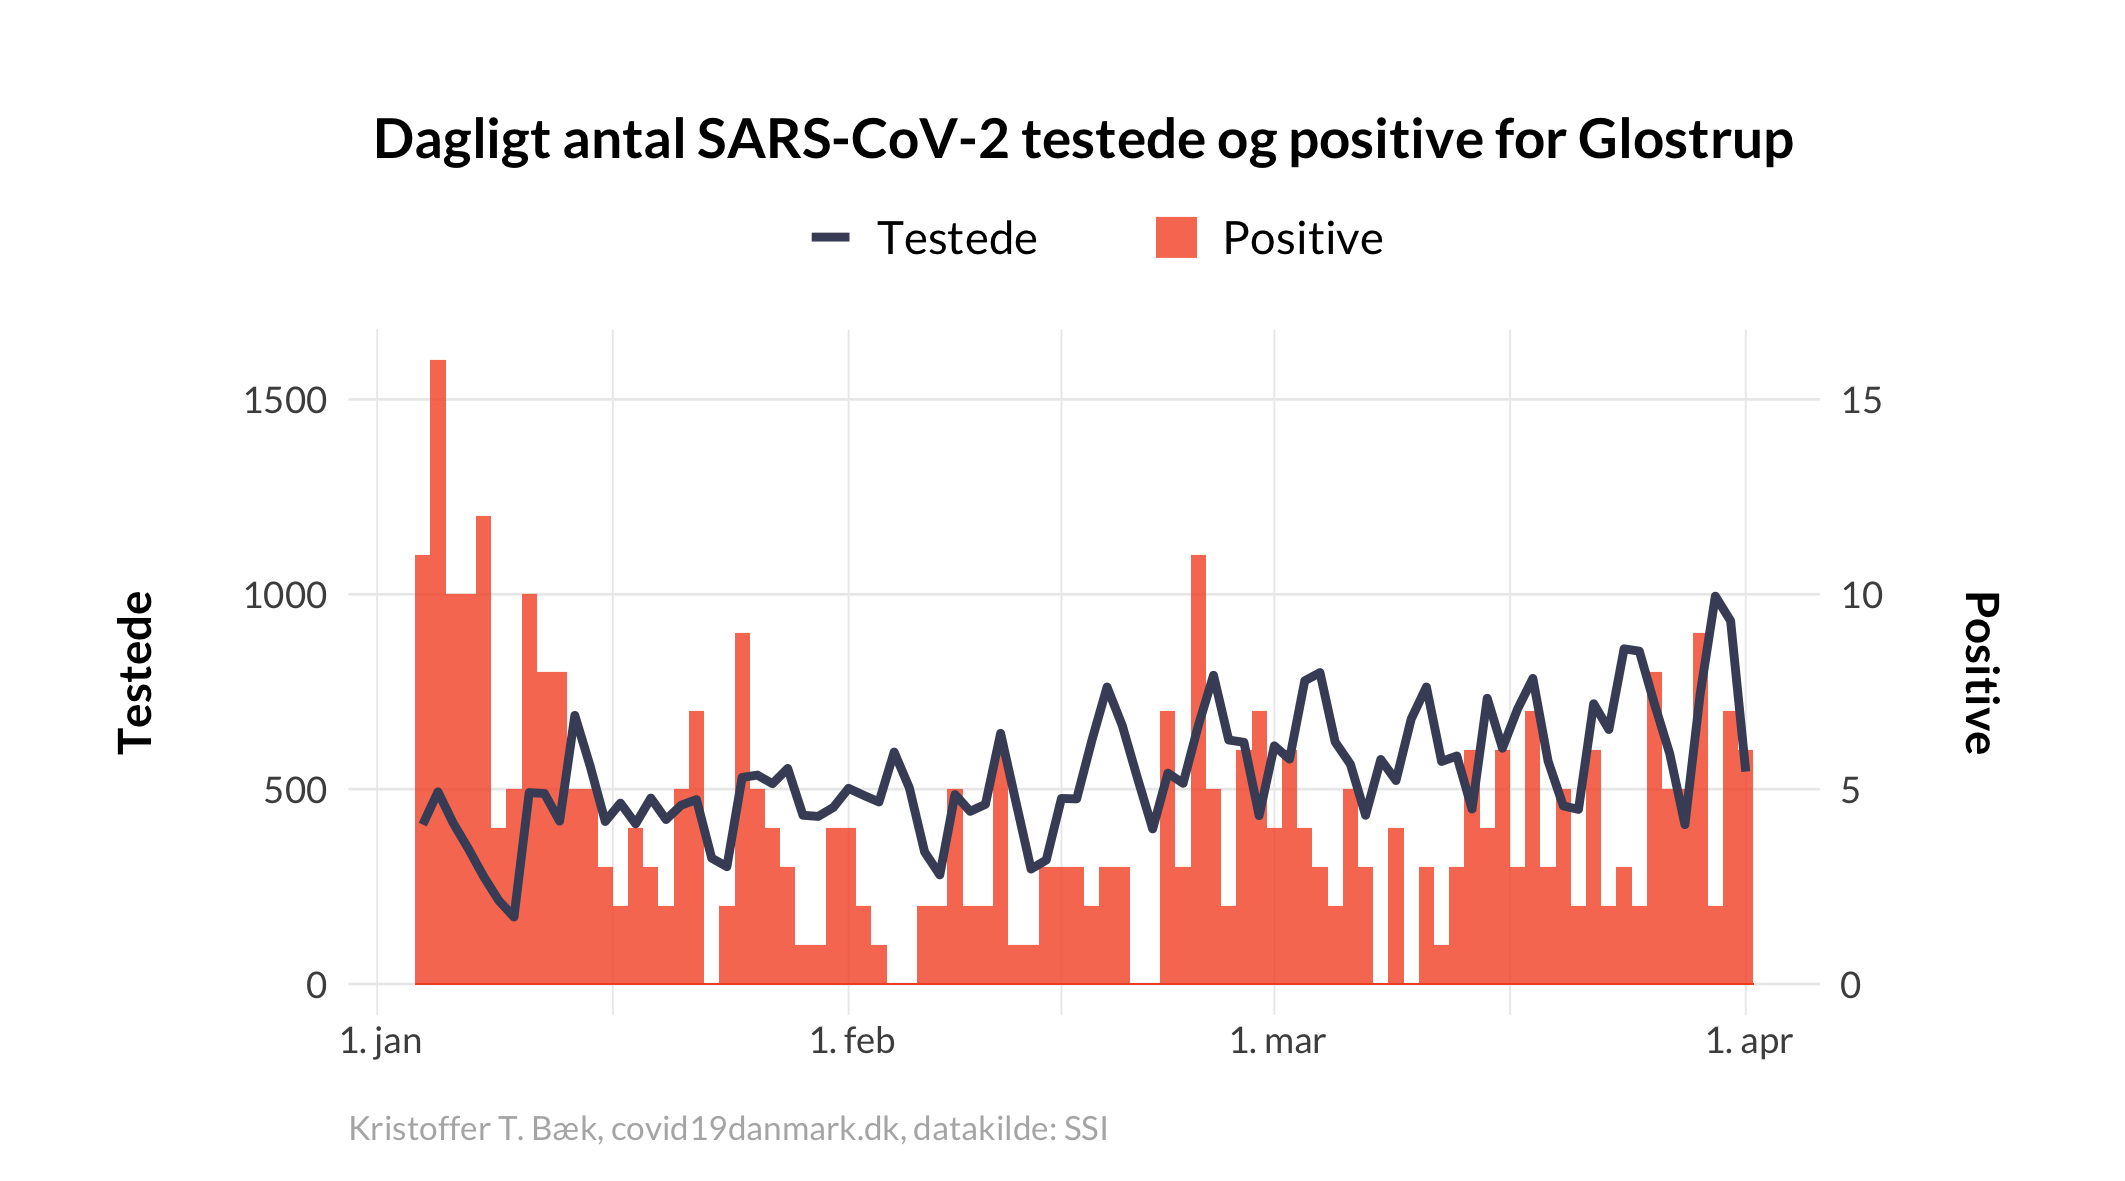 Dagligt antal SARS-CoV-2 testede og positive for Glostrup
Testede Positive
1500 15
1000 10
500 5
0 0
Testede
Positive
1. jan 1. feb 1. mar 1. apr
Kristoffer T. Bæk, covid19danmark.dk, datakilde: SSI